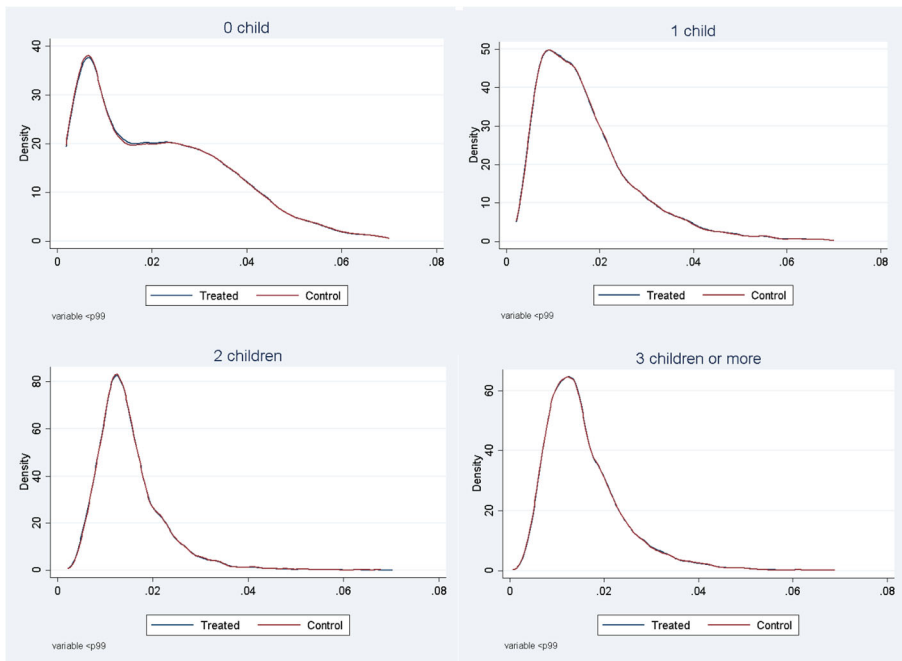 0 child
Density
40
30
20
10
0
0 .02 .04 .06 .08
Treated Control
variable <p99
1 child
Density
50
40
30
20
10
0
0 .02 .04 .06 .08
Treated Control
variable <p99
2 children
Density
80
60
40
20
0
0 .02 .04 .06 .08
Treated Control
variable <p99
3 children or more
Density
60
40
20
0
0 .02 .04 .06 .08
Treated Control
variable <p99